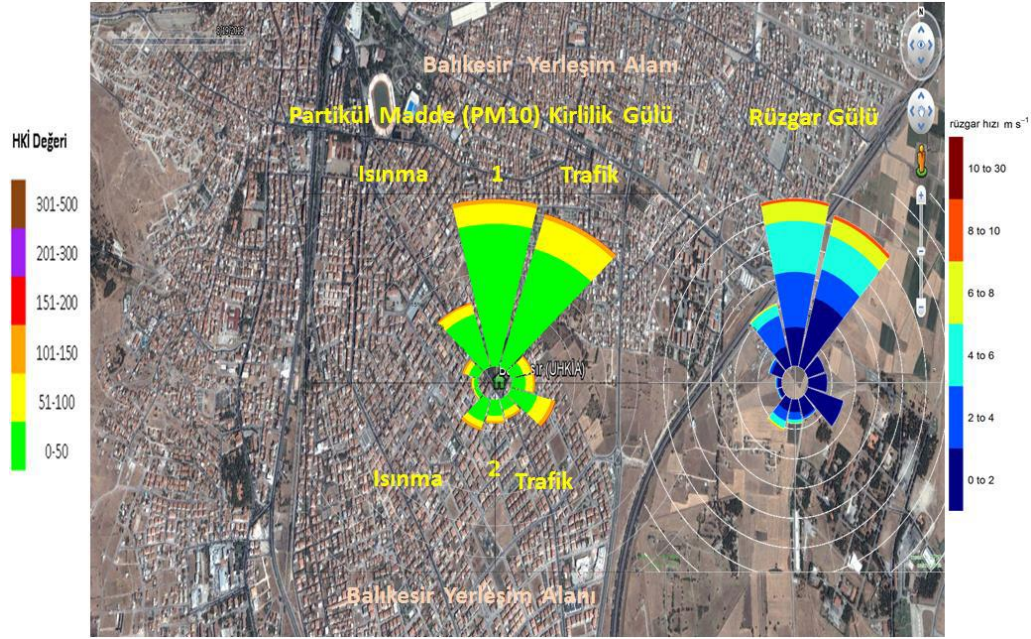 Balıkesir Yerleşim Alanı
Partikül Madde (PM10) Kirlilik Gülü
Rüzgar Gülü
Isınma 1 Trafik
HKİ Değeri
301-500
201-300
151-200
101-150
51-100
0-50
N
rüzgar hızı m s⁻¹
10 to 30
8 to 10
6 to 8
4 to 6
2 to 4
0 to 2
(UHKİA)
Isınma 2 Trafik
Balıkesir Yerleşim Alanı